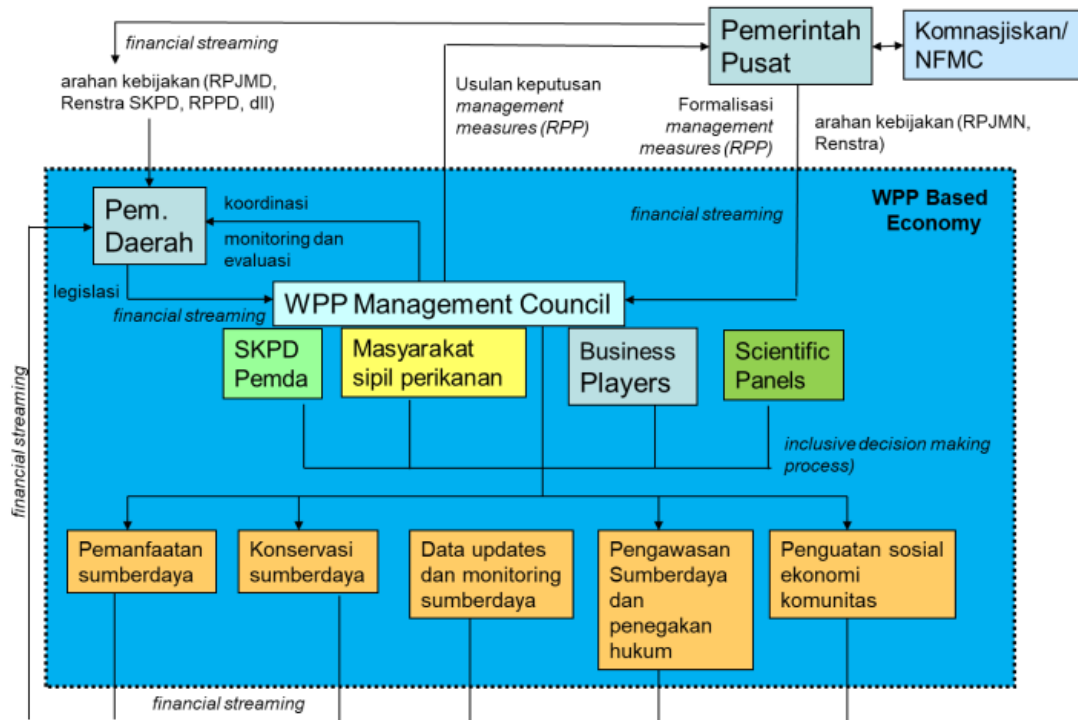 financial streaming
Pemerintah
Pusat
Komnasjiskan/
NFMC
arahan kebijakan (RPJMD,
Renstra SKPD, RPPD, dll)
Usulan keputusan
management
measures (RPP)
Formalisasi
management
measures (RPP)
arahan kebijakan (RPJMN,
Renstra)
WPP Based
Economy
Pem.
Daerah
koordinasi
monitoring dan
evaluasi
financial streaming
legislasi
financial streaming
WPP Management Council
SKPD
Pemda
Masyarakat
sipil perikanan
Business
Players
Scientific
Panels
inclusive decision making
process)
financial streaming
Pemanfaatan
sumberdaya
Konservasi
sumberdaya
Data updates
dan monitoring
sumberdaya
Pengawasan
Sumberdaya
dan
penegakan
hukum
Penguatan sosial
ekonomi
komunitas
financial streaming